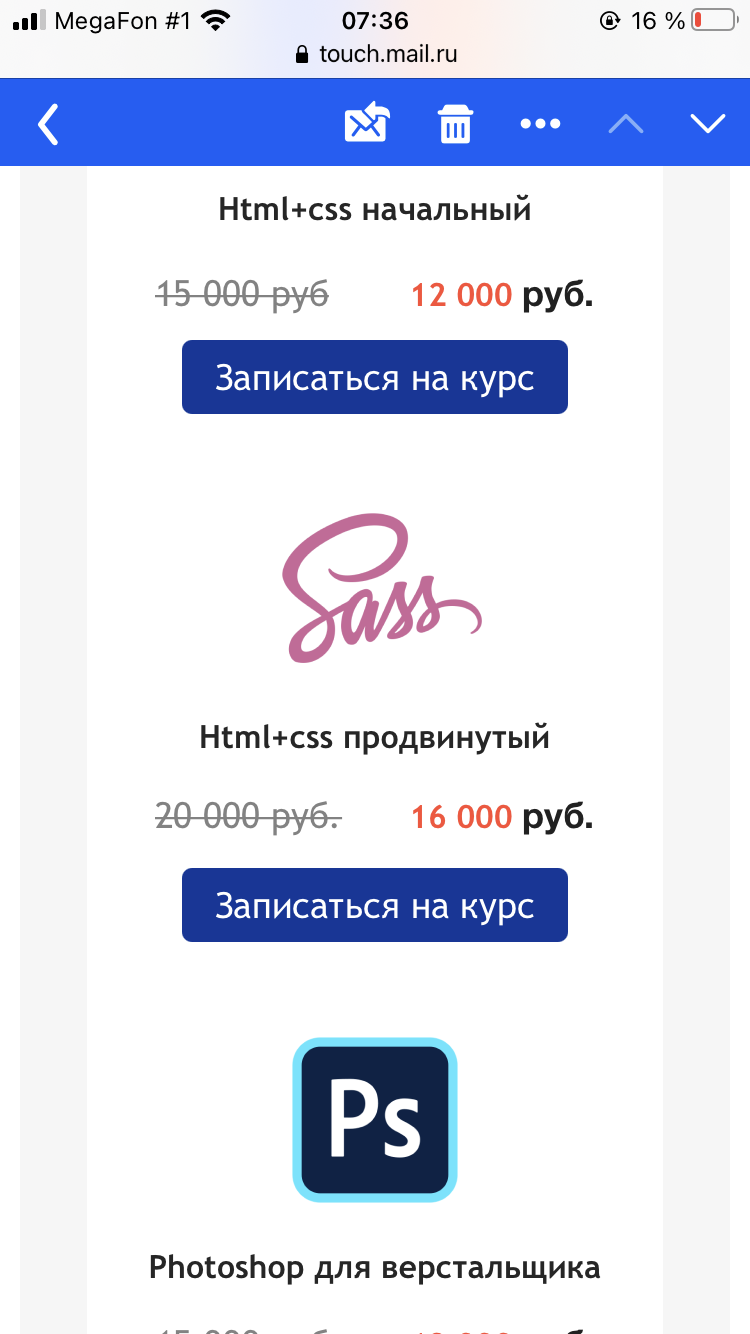 MegaFon #1 07:36 16 %
touch.mail.ru
Html+css начальный
15 000 руб 12 000 руб.
Записаться на курс
Sass
Html+css продвинутый
20 000 руб. 16 000 руб.
Записаться на курс
Ps
Photoshop для верстальщика